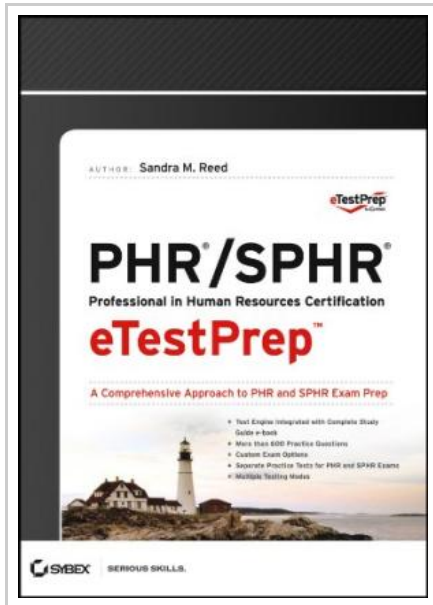 AUTHOR: Sandra M. Reed
eTestPrep
PHR®/SPHR®
Professional in Human Resources Certification
eTestPrep™
A Comprehensive Approach to PHR and SPHR Exam Prep
• Test Engine Integrated with Complete Study
Guide e-book
• More than 600 Practice Questions
• Custom Exam Options
• Separate Practice Tests for PHR and SPHR Exams
• Multiple Testing Modes
SYBEX
SERIOUS SKILLS.